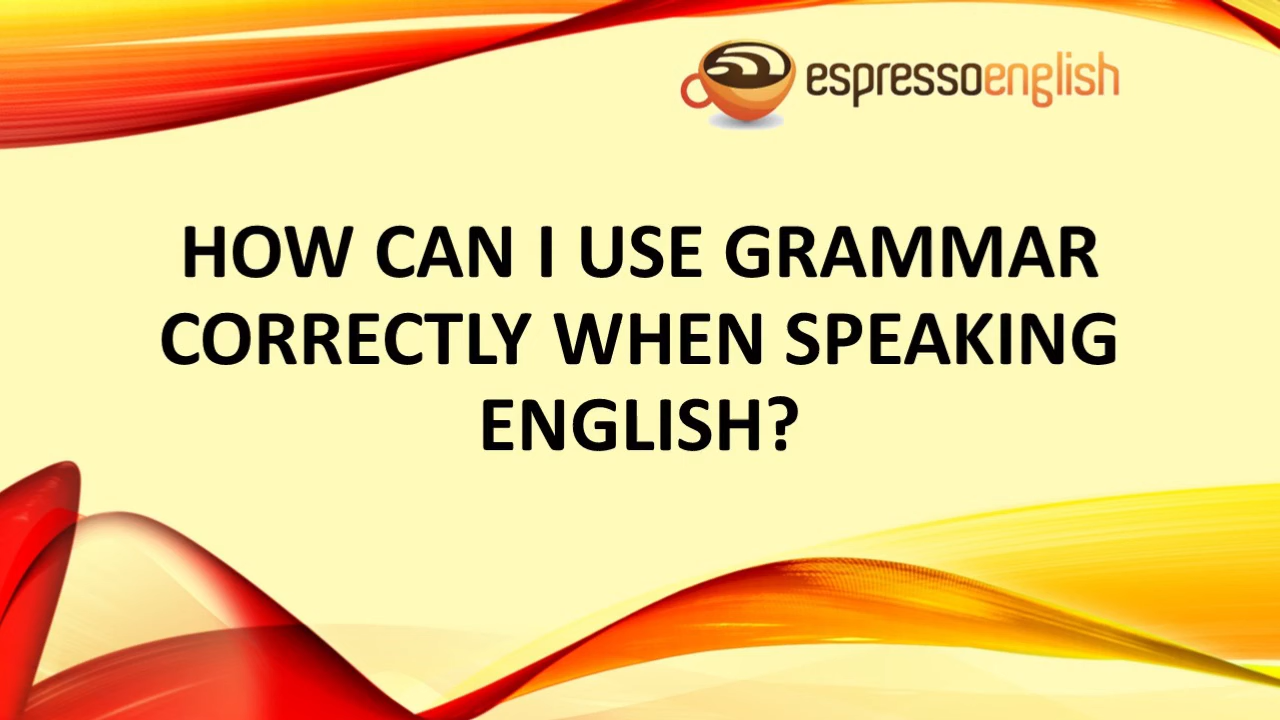 espressoenglish
HOW CAN I USE GRAMMAR
CORRECTLY WHEN SPEAKING
ENGLISH?